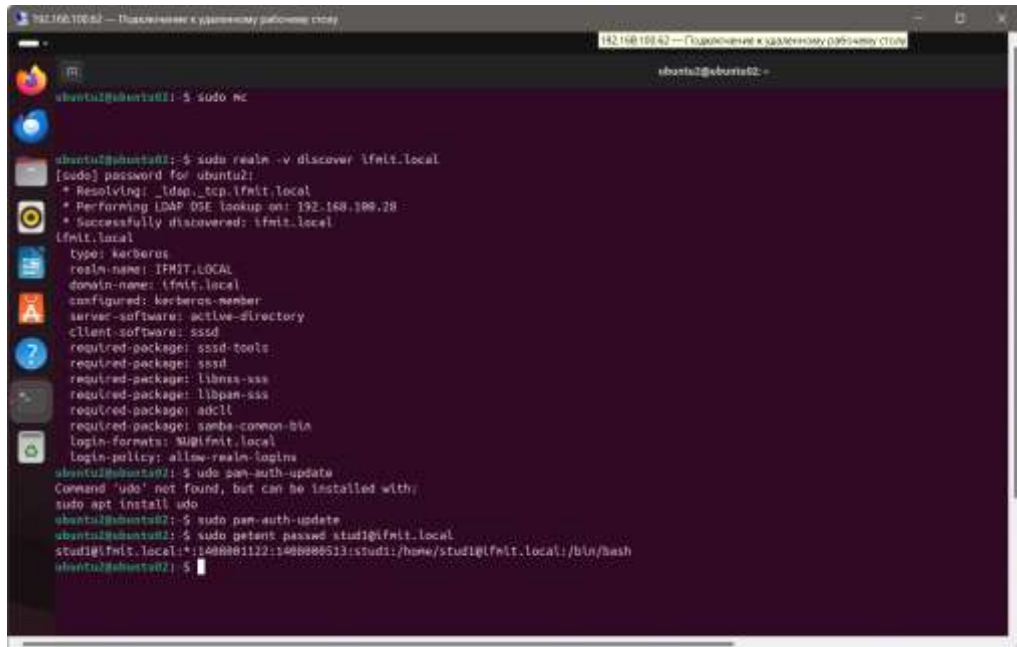 192.168.100.62 — Подключение к удаленному рабочему столу
192.168.100.62 — Подключение к удаленному рабочему столу
ubuntu2@ubuntu02: ~
ubuntu2@ubuntu02:~$ sudo mc
ubuntu2@ubuntu02:~$ sudo realm -v discover ifmit.local
[sudo] password for ubuntu2:
* Resolving: _ldap._tcp.ifmit.local
* Performing LDAP DSE lookup on: 192.168.100.20
* Successfully discovered: ifmit.local
ifmit.local
type: kerberos
realm-name: IFMIT.LOCAL
domain-name: ifmit.local
configured: kerberos-member
server-software: active-directory
client-software: sssd
required-package: sssd-tools
required-package: sssd
required-package: libnss-sss
required-package: libpam-sss
required-package: adcli
required-package: samba-common-bin
login-formats: %U@ifmit.local
login-policy: allow-realm-logins
ubuntu2@ubuntu02:~$ udo pam-auth-update
Command 'udo' not found, but can be installed with:
sudo apt install udo
ubuntu2@ubuntu02:~$ sudo pam-auth-update
ubuntu2@ubuntu02:~$ sudo getent passwd stud1@ifmit.local
stud1@ifmit.local:*:1408001122:1408000513:stud1:/home/stud1@ifmit.local:/bin/bash
ubuntu2@ubuntu02:~$